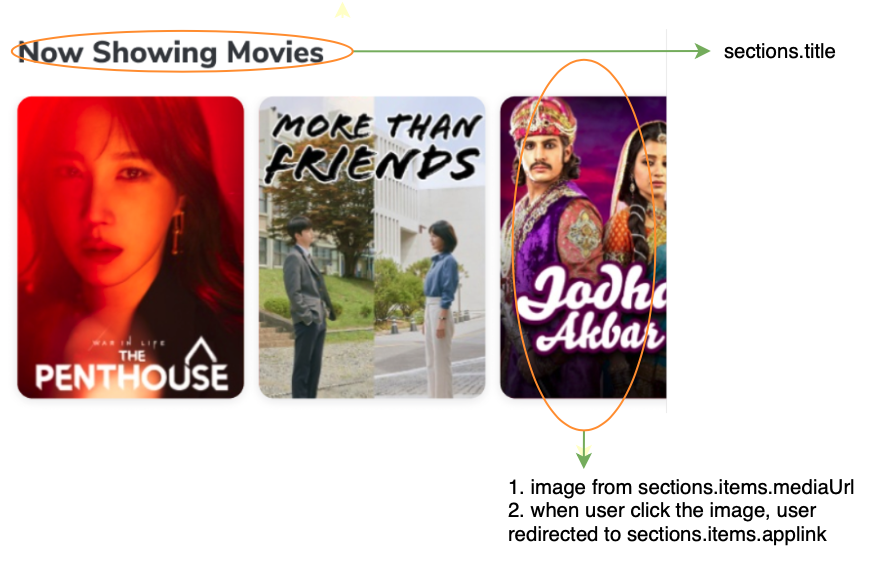 Now Showing Movies
sections.title
MORE THAN
FRIENDS
WAR IN LIFE
THE
PENTHOUSE
Jodha
Akbar
1. image from sections.items.mediaUrl
2. when user click the image, user
redirected to sections.items.applink